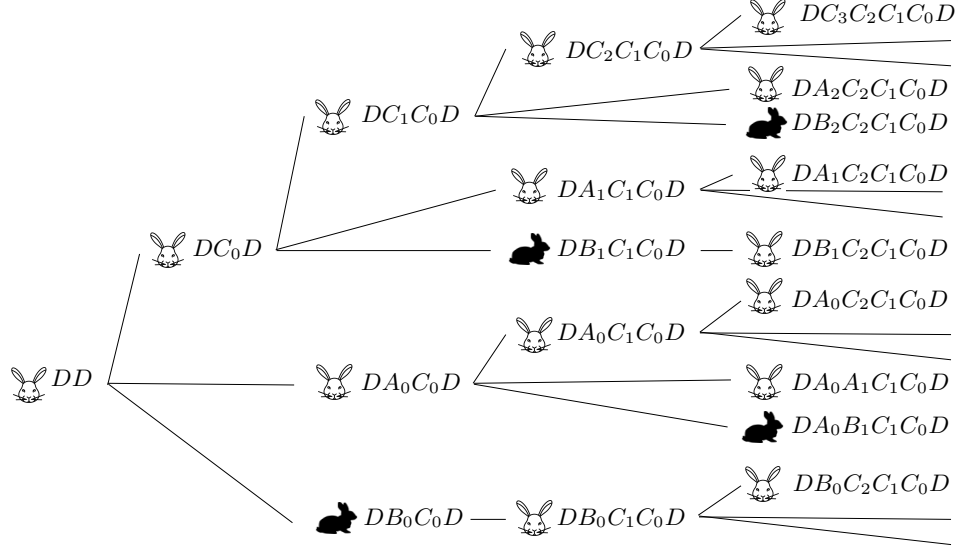 DC₃C₂C₁C₀D
DC₂C₁C₀D
DA₂C₂C₁C₀D
DC₁C₀D
DB₂C₂C₁C₀D
DA₁C₂C₁C₀D
DA₁C₁C₀D
DC₀D
DB₁C₁C₀D
DB₁C₂C₁C₀D
DA₀C₂C₁C₀D
DA₀C₁C₀D
DD
DA₀C₀D
DA₀A₁C₁C₀D
DA₀B₁C₁C₀D
DB₀C₂C₁C₀D
DB₀C₀D
DB₀C₁C₀D